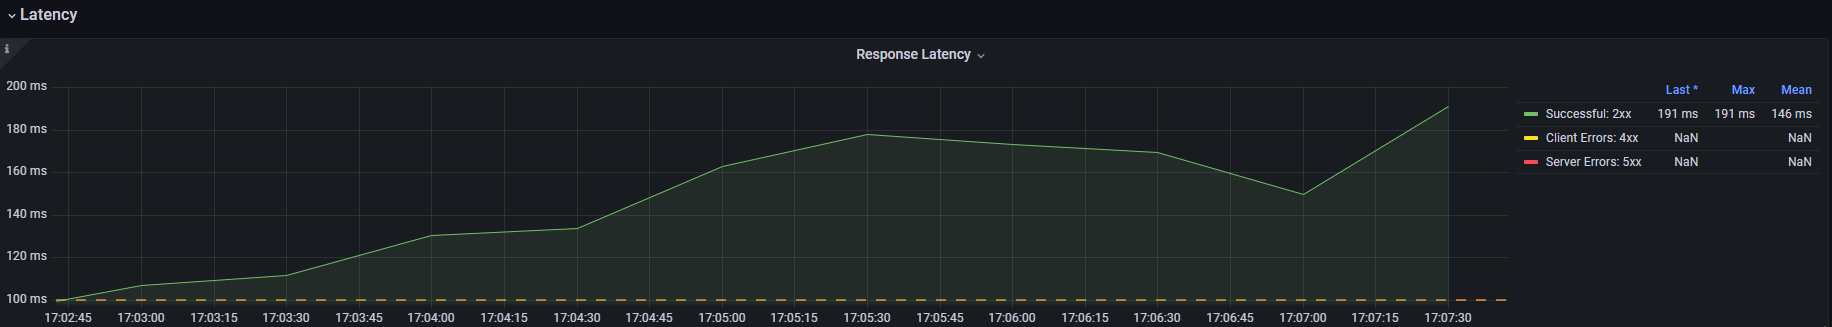 Latency
i
Response Latency
200 ms
180 ms
160 ms
140 ms
120 ms
100 ms
17:02:45 17:03:00 17:03:15 17:03:30 17:03:45 17:04:00 17:04:15 17:04:30 17:04:45 17:05:00 17:05:15 17:05:30 17:05:45 17:06:00 17:06:15 17:06:30 17:06:45 17:07:00 17:07:15 17:07:30
Last * Max Mean
Successful: 2xx 191 ms 191 ms 146 ms
Client Errors: 4xx NaN NaN
Server Errors: 5xx NaN NaN